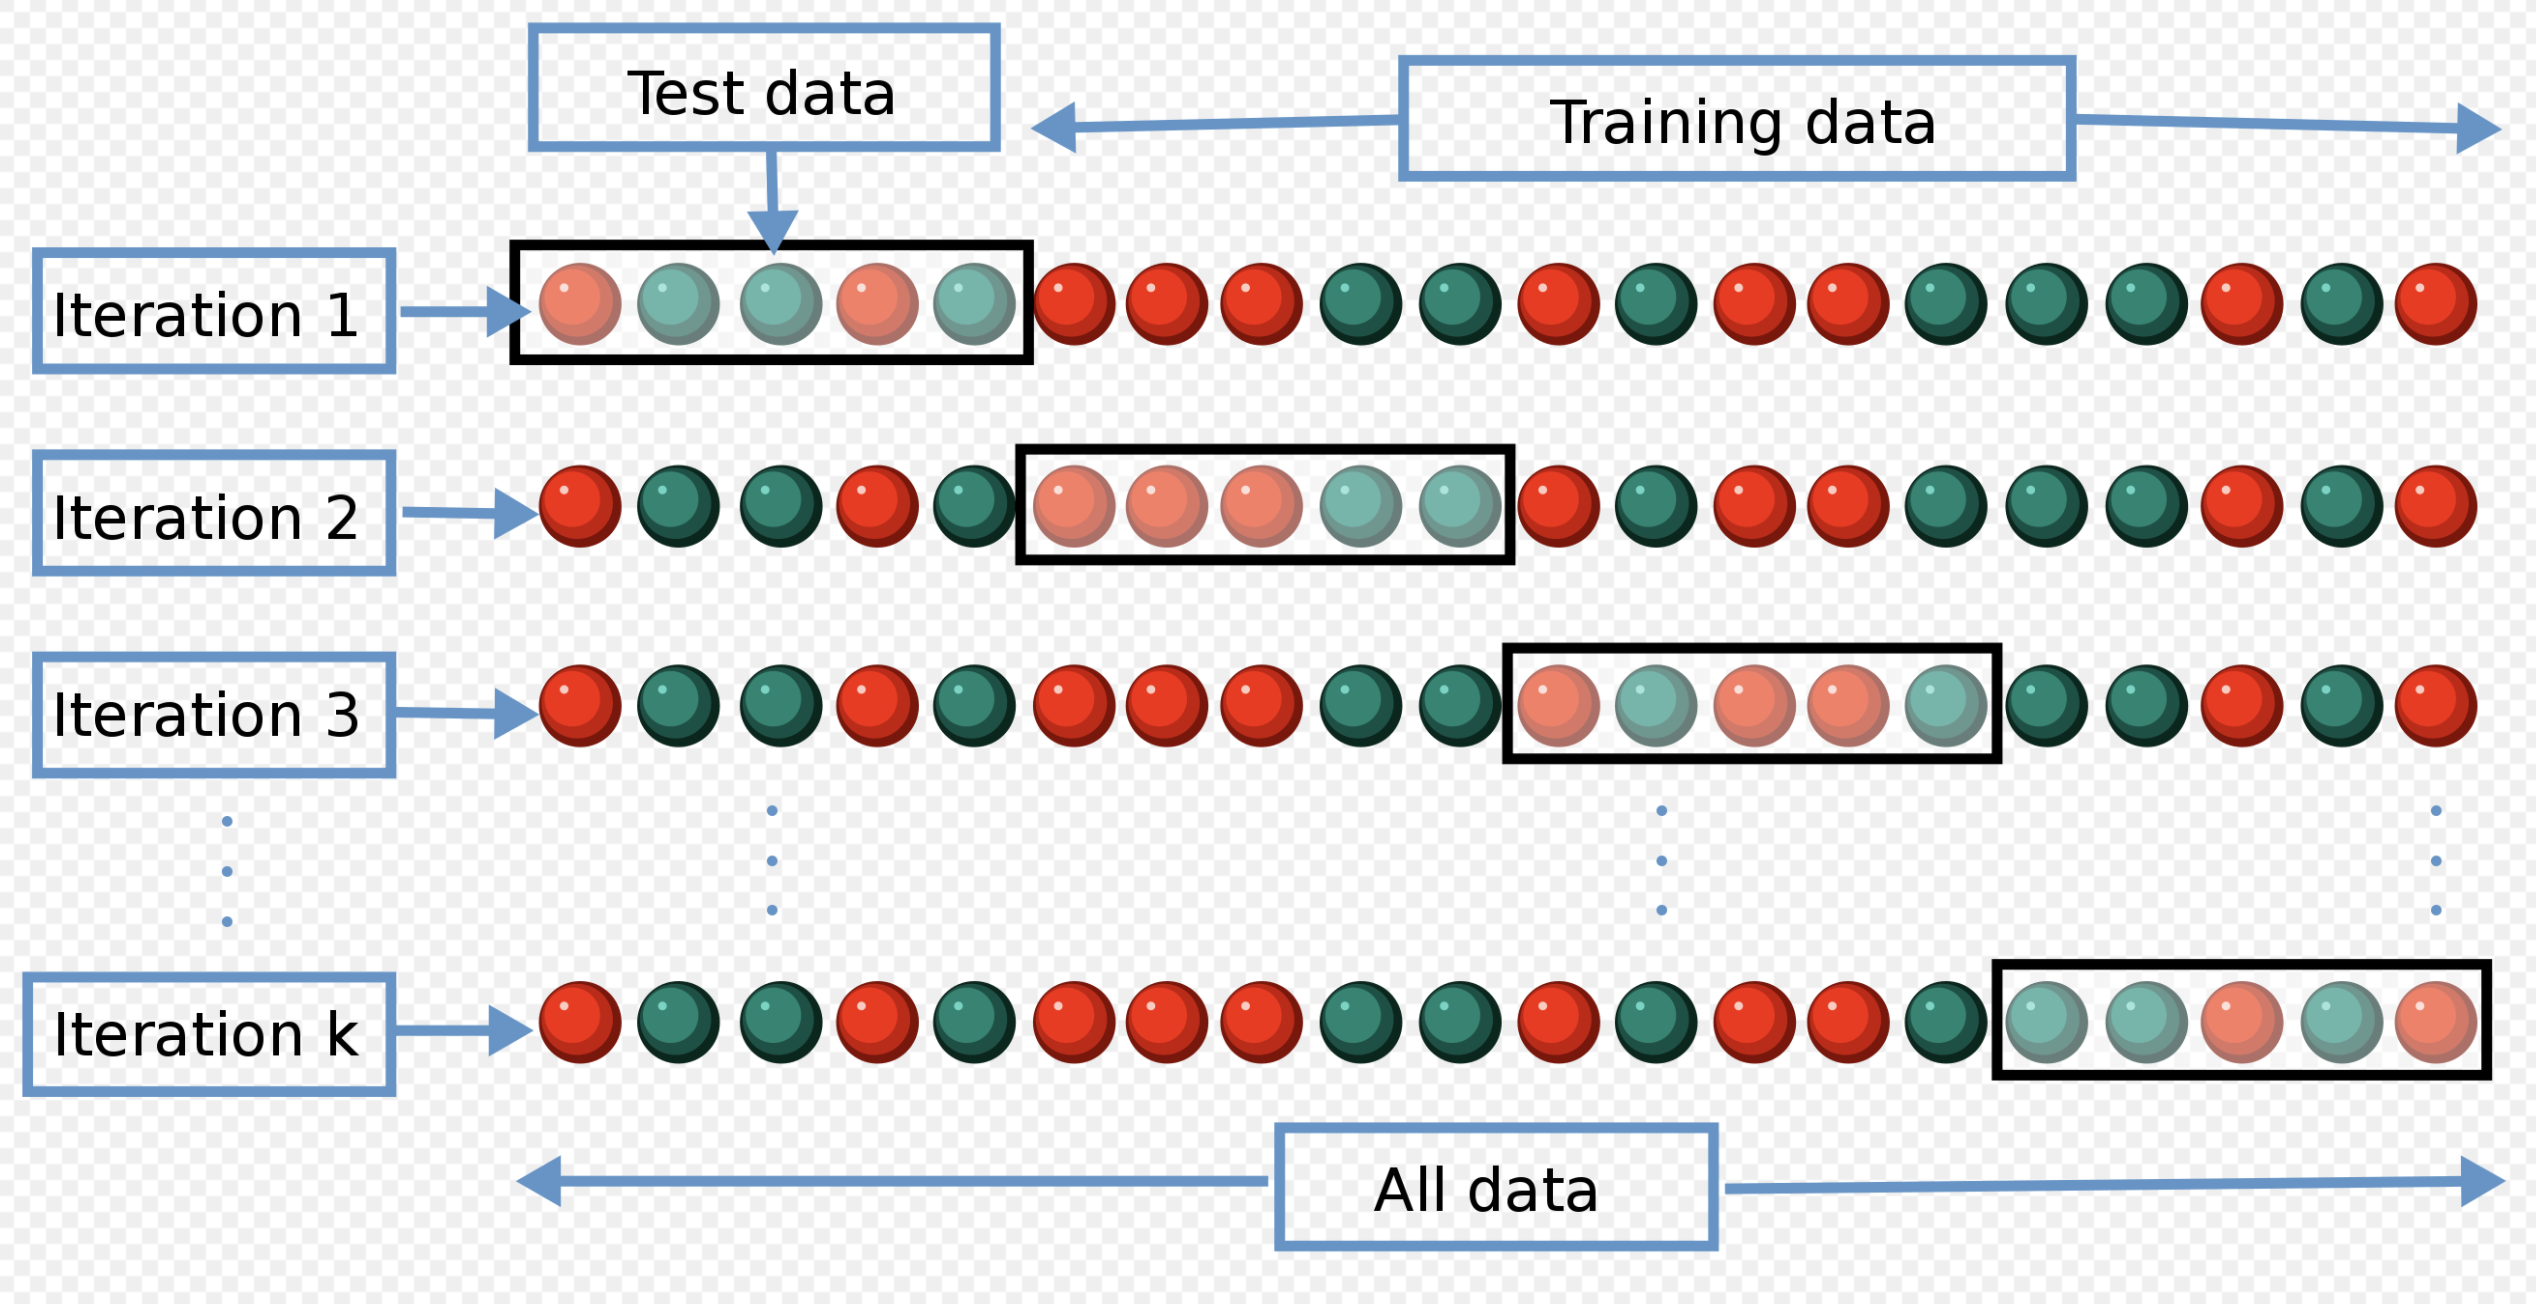 Test data
Training data
Iteration 1
Iteration 2
Iteration 3
Iteration k
All data